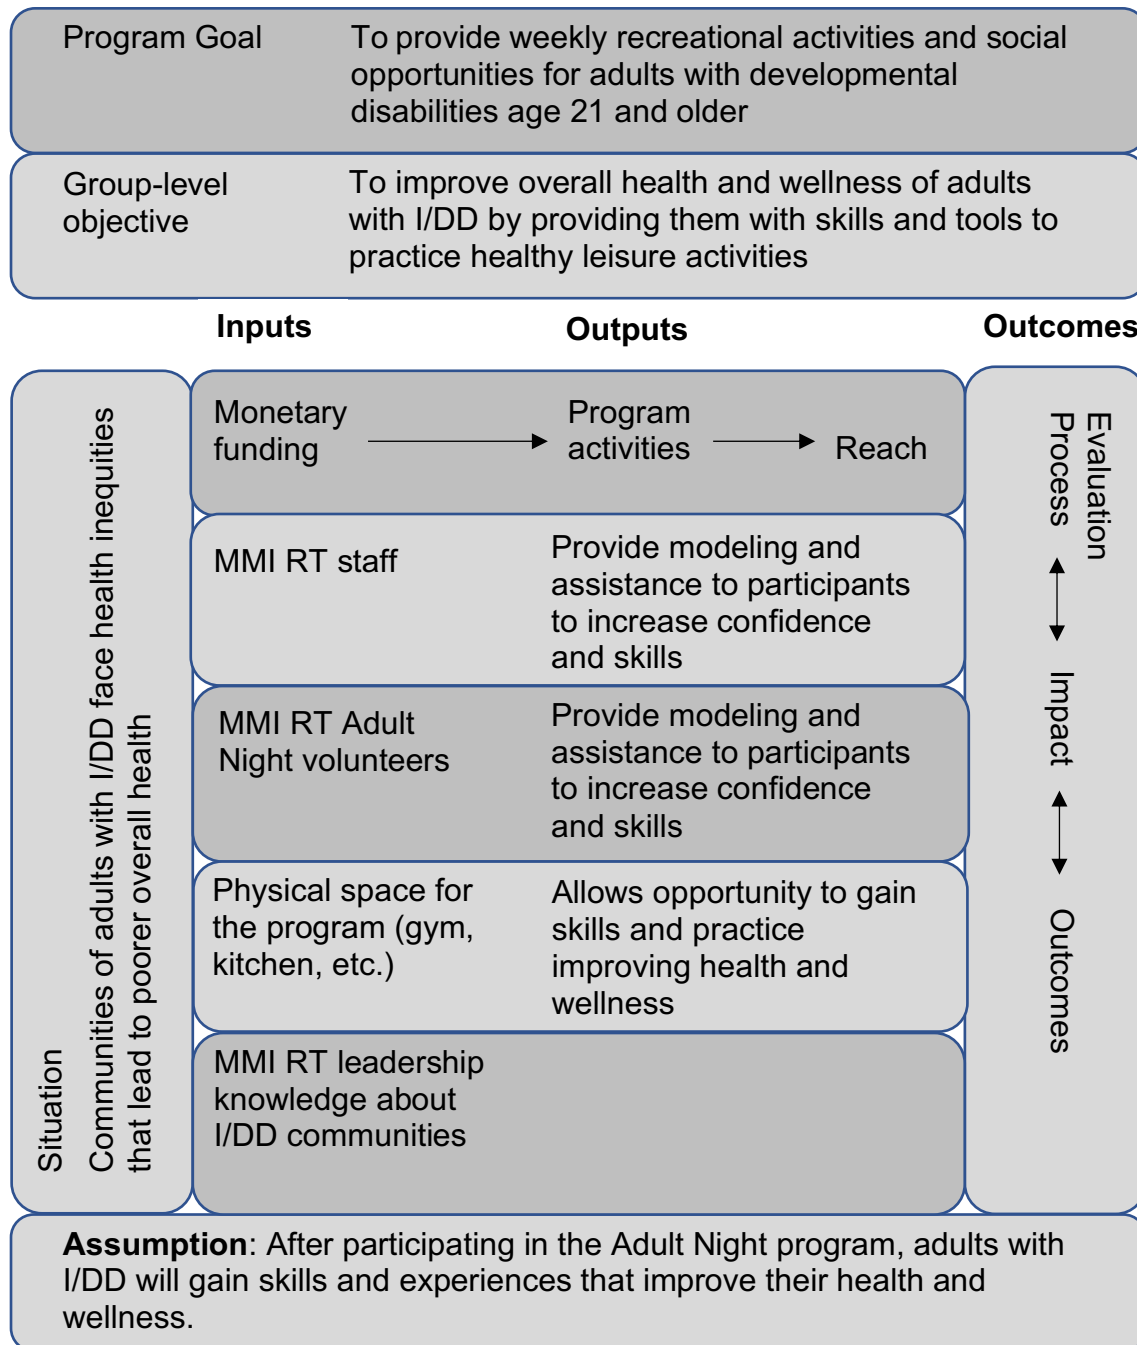 Program Goal
To provide weekly recreational activities and social
opportunities for adults with developmental
disabilities age 21 and older
Group-level
objective
To improve overall health and wellness of adults
with I/DD by providing them with skills and tools to
practice healthy leisure activities
Inputs
Outputs
Outcomes
Situation
Communities of adults with I/DD face health inequities
that lead to poorer overall health
Monetary
funding
Program
activities
Reach
MMI RT staff
Provide modeling and
assistance to participants
to increase confidence
and skills
MMI RT Adult
Night volunteers
Provide modeling and
assistance to participants
to increase confidence
and skills
Physical space for
the program (gym,
kitchen, etc.)
Allows opportunity to gain
skills and practice
improving health and
wellness
MMI RT leadership
knowledge about
I/DD communities
Evaluation
Process
Impact
Outcomes
Assumption: After participating in the Adult Night program, adults with
I/DD will gain skills and experiences that improve their health and
wellness.